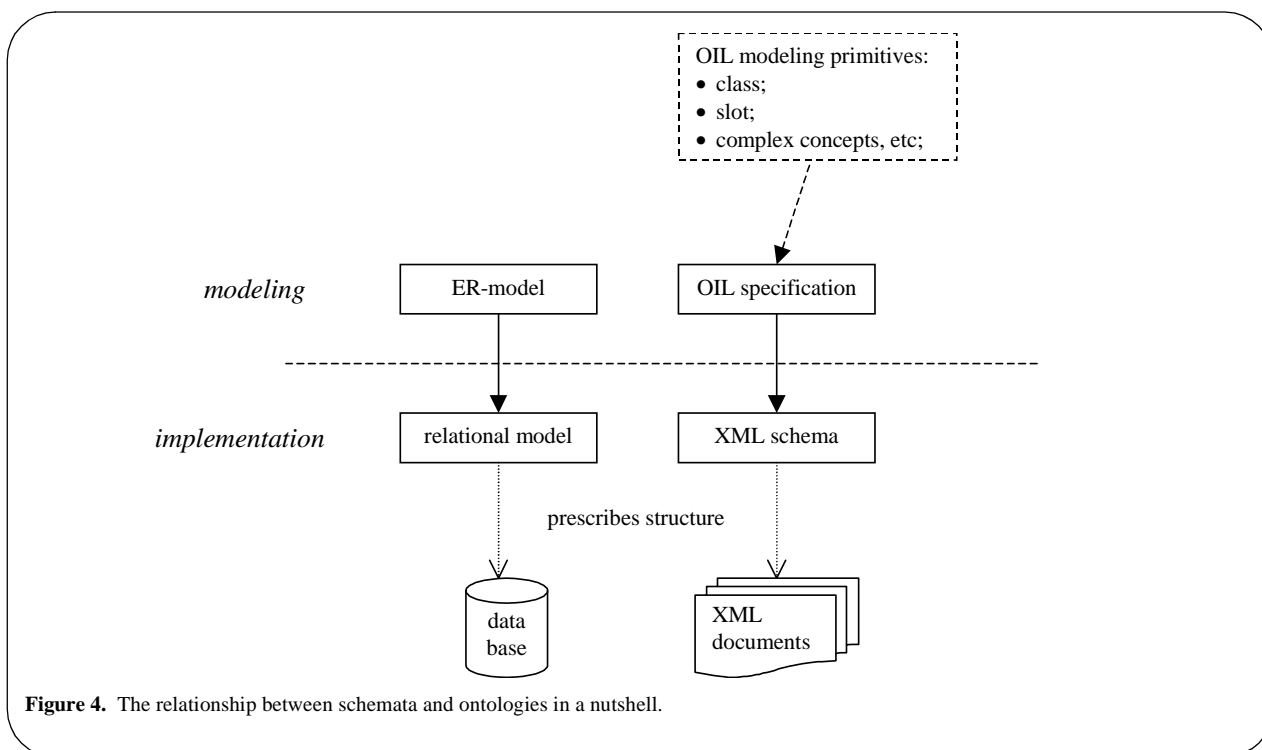 OIL modeling primitives:
• class;
• slot;
• complex concepts, etc;
modeling
ER-model
OIL specification
implementation
relational model
XML schema
prescribes structure
data
base
XML
documents
Figure 4. The relationship between schemata and ontologies in a nutshell.